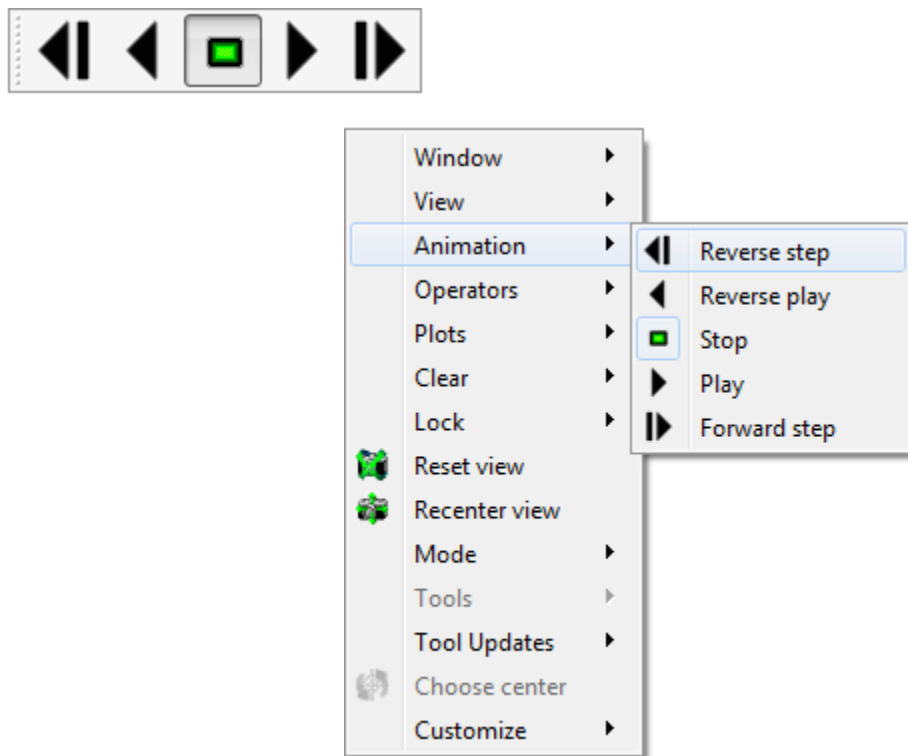 Window
View
Animation
Operators
Plots
Clear
Lock
Reset view
Recenter view
Mode
Tools
Tool Updates
Choose center
Customize
Reverse step
Reverse play
Stop
Play
Forward step